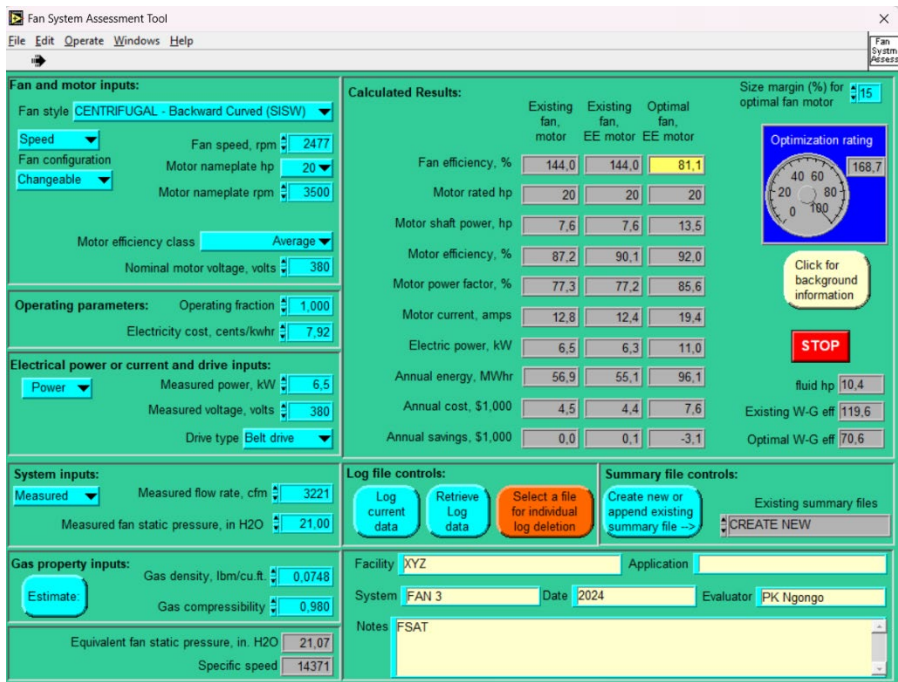 Fan System Assessment Tool
File Edit Operate Windows Help
Fan
Systm
Assess
Fan and motor inputs:
Fan style CENTRIFUGAL - Backward Curved (SISW)
Speed
Fan speed, rpm 2477
Fan configuration
Changeable
Motor nameplate hp 20
Motor nameplate rpm 3500
Motor efficiency class Average
Nominal motor voltage, volts 380
Operating parameters: Operating fraction 1,000
Electricity cost, cents/kwhr 7,92
Electrical power or current and drive inputs:
Power Measured power, kW 6,5
Measured voltage, volts 380
Drive type Belt drive
System inputs:
Measured Measured flow rate, cfm 3221
Measured fan static pressure, in H2O 21,00
Gas property inputs:
Gas density, lbm/cu.ft. 0,0748
Estimate:
Gas compressibility 0,980
Equivalent fan static pressure, in. H2O 21,07
Specific speed 14371
Calculated Results:
Existing fan, motor
Existing fan, EE motor
Optimal fan, EE motor
Fan efficiency, % 144,0 144,0 81,1
Motor rated hp 20 20 20
Motor shaft power, hp 7,6 7,6 13,5
Motor efficiency, % 87,2 90,1 92,0
Motor power factor, % 77,3 77,2 85,6
Motor current, amps 12,8 12,4 19,4
Electric power, kW 6,5 6,3 11,0
Annual energy, MWhr 56,9 55,1 96,1
Annual cost, $1,000 4,5 4,4 7,6
Annual savings, $1,000 0,0 0,1 -3,1
Size margin (%) for
optimal fan motor 15
Optimization rating
168,7
0 20 40 60 80 100
Click for
background
information
STOP
fluid hp 10,4
Existing W-G eff 119,6
Optimal W-G eff 70,6
Log file controls:
Log
current
data
Retrieve
Log
data
Select a file
for individual
log deletion
Summary file controls:
Create new or
append existing
summary file -->
Existing summary files
CREATE NEW
Facility XYZ Application
System FAN 3 Date 2024 Evaluator PK Ngongo
Notes FSAT